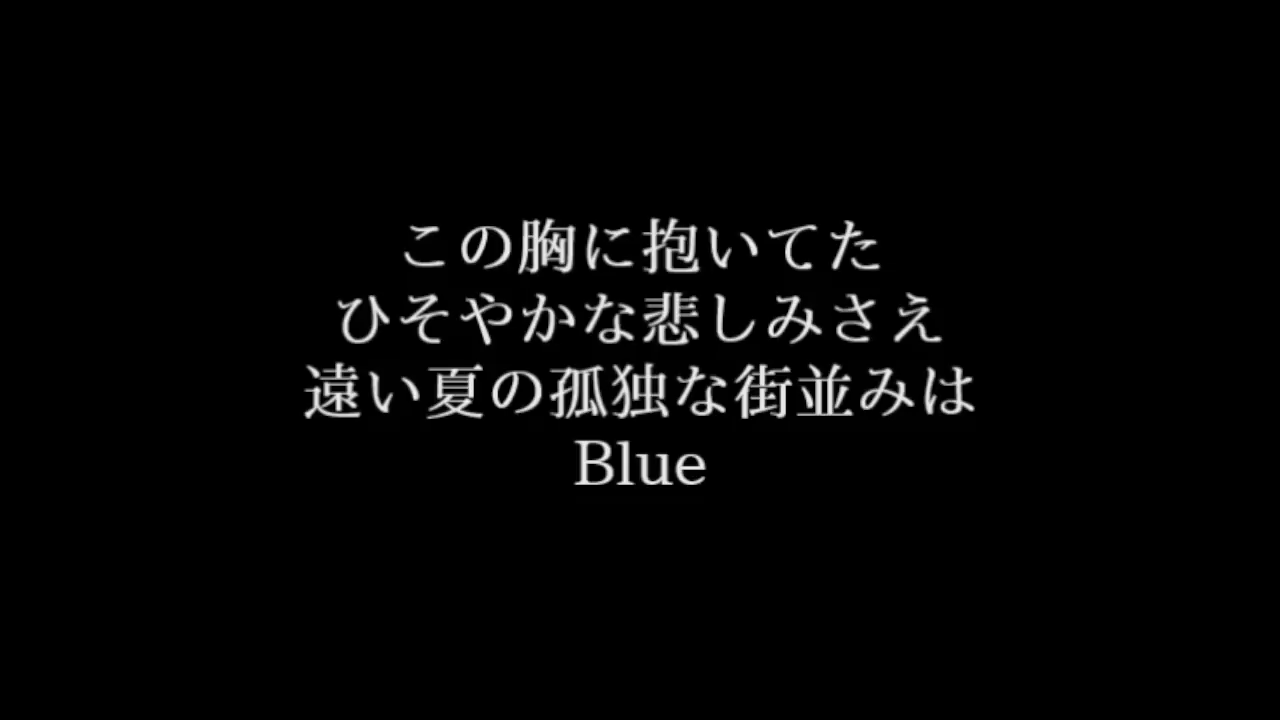 この胸に抱いてた
ひそやかな悲しみさえ
遠い夏の孤独な街並みは
Blue